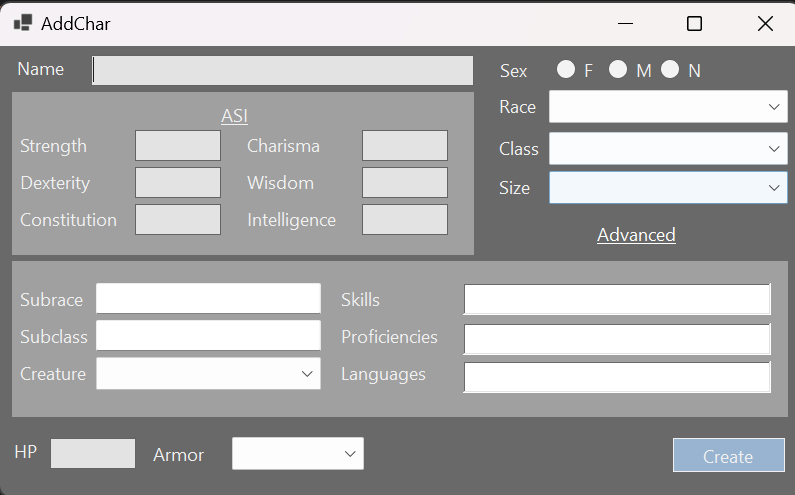 AddChar
Name
Sex F M N
ASI
Race
Strength Charisma
Class
Dexterity Wisdom
Size
Constitution Intelligence
Advanced
Subrace Skills
Subclass Proficiencies
Creature Languages
HP Armor Create